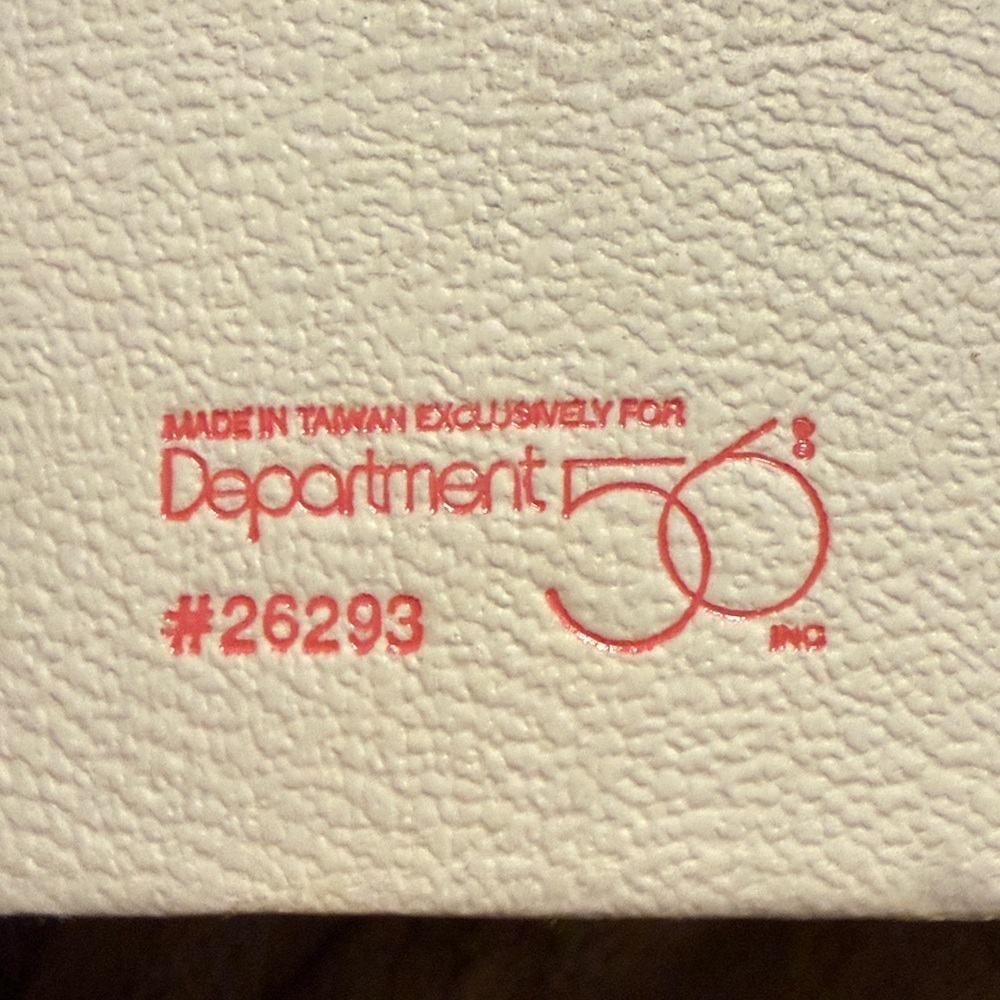 MADE IN TAIWAN EXCLUSIVELY FOR
Department 56
INC
#26293